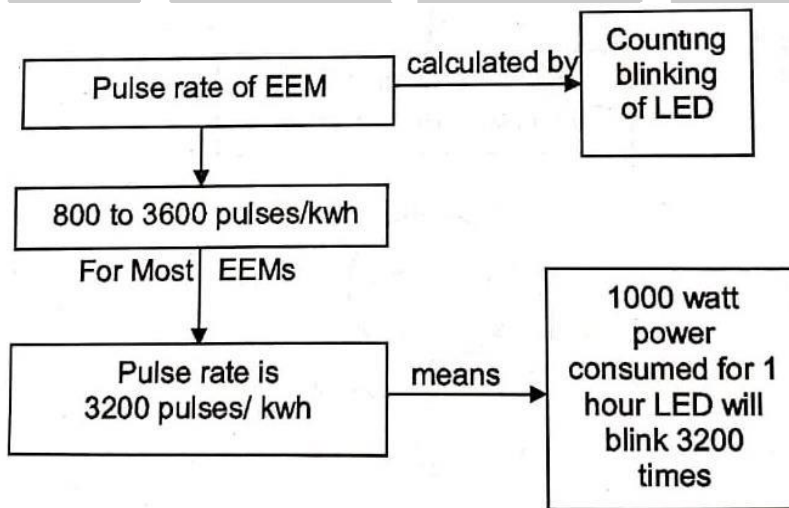 Pulse rate of EEM
calculated by
Counting
blinking
of LED
800 to 3600 pulses/kwh
For Most EEMs
Pulse rate is
3200 pulses/ kwh
means
1000 watt
power
consumed for 1
hour LED will
blink 3200
times